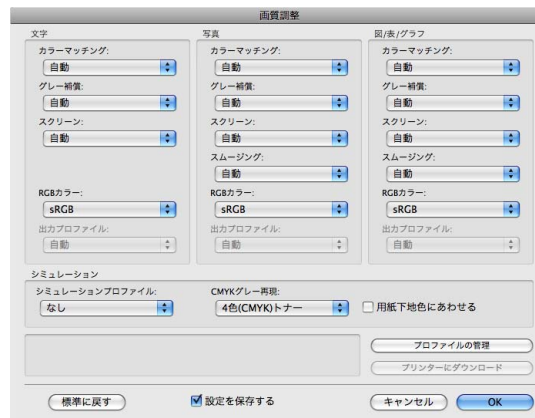 画質調整
文字
カラーマッチング:
自動
グレー補償:
自動
スクリーン:
自動
RGBカラー:
sRGB
出力プロファイル:
自動
写真
カラーマッチング:
自動
グレー補償:
自動
スクリーン:
自動
スムージング:
自動
RGBカラー:
sRGB
出力プロファイル:
自動
図/表/グラフ
カラーマッチング:
自動
グレー補償:
自動
スクリーン:
自動
スムージング:
自動
RGBカラー:
sRGB
出力プロファイル:
自動
シミュレーション
シミュレーションプロファイル:
なし
CMYKグレー再現:
4色(CMYK)トナー
用紙下地色にあわせる
プロファイルの管理
プリンターにダウンロード
標準に戻す
設定を保存する
キャンセル
OK